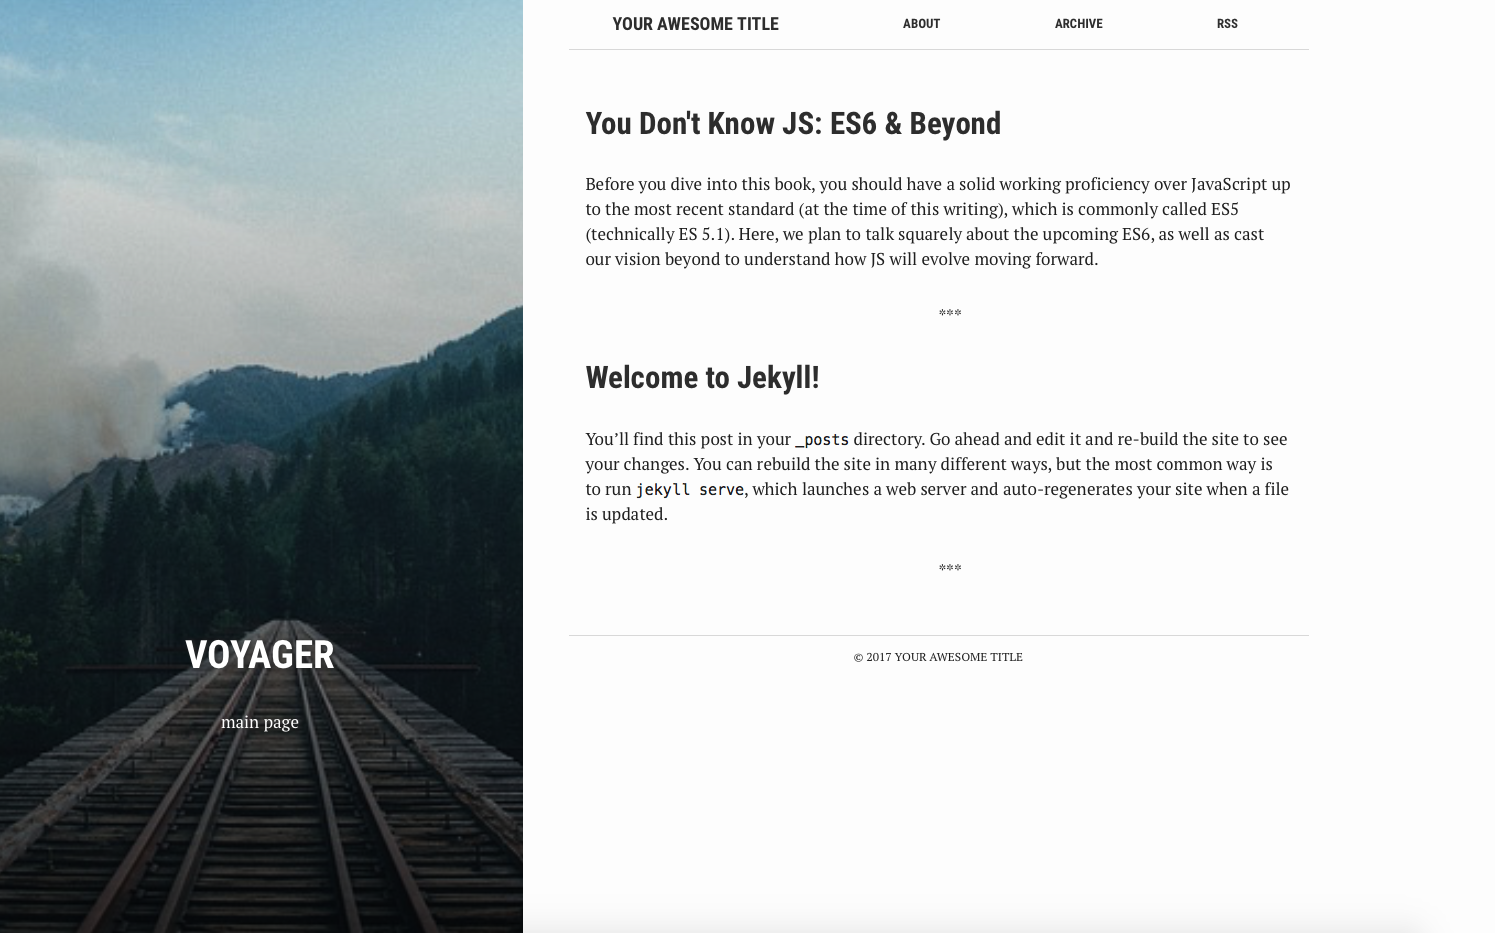 YOUR AWESOME TITLE ABOUT ARCHIVE RSS
You Don't Know JS: ES6 & Beyond
Before you dive into this book, you should have a solid working proficiency over JavaScript up
to the most recent standard (at the time of this writing), which is commonly called ES5
(technically ES 5.1). Here, we plan to talk squarely about the upcoming ES6, as well as cast
our vision beyond to understand how JS will evolve moving forward.
***
Welcome to Jekyll!
You’ll find this post in your _posts directory. Go ahead and edit it and re-build the site to see
your changes. You can rebuild the site in many different ways, but the most common way is
to run jekyll serve, which launches a web server and auto-regenerates your site when a file
is updated.
***
© 2017 YOUR AWESOME TITLE
VOYAGER
main page